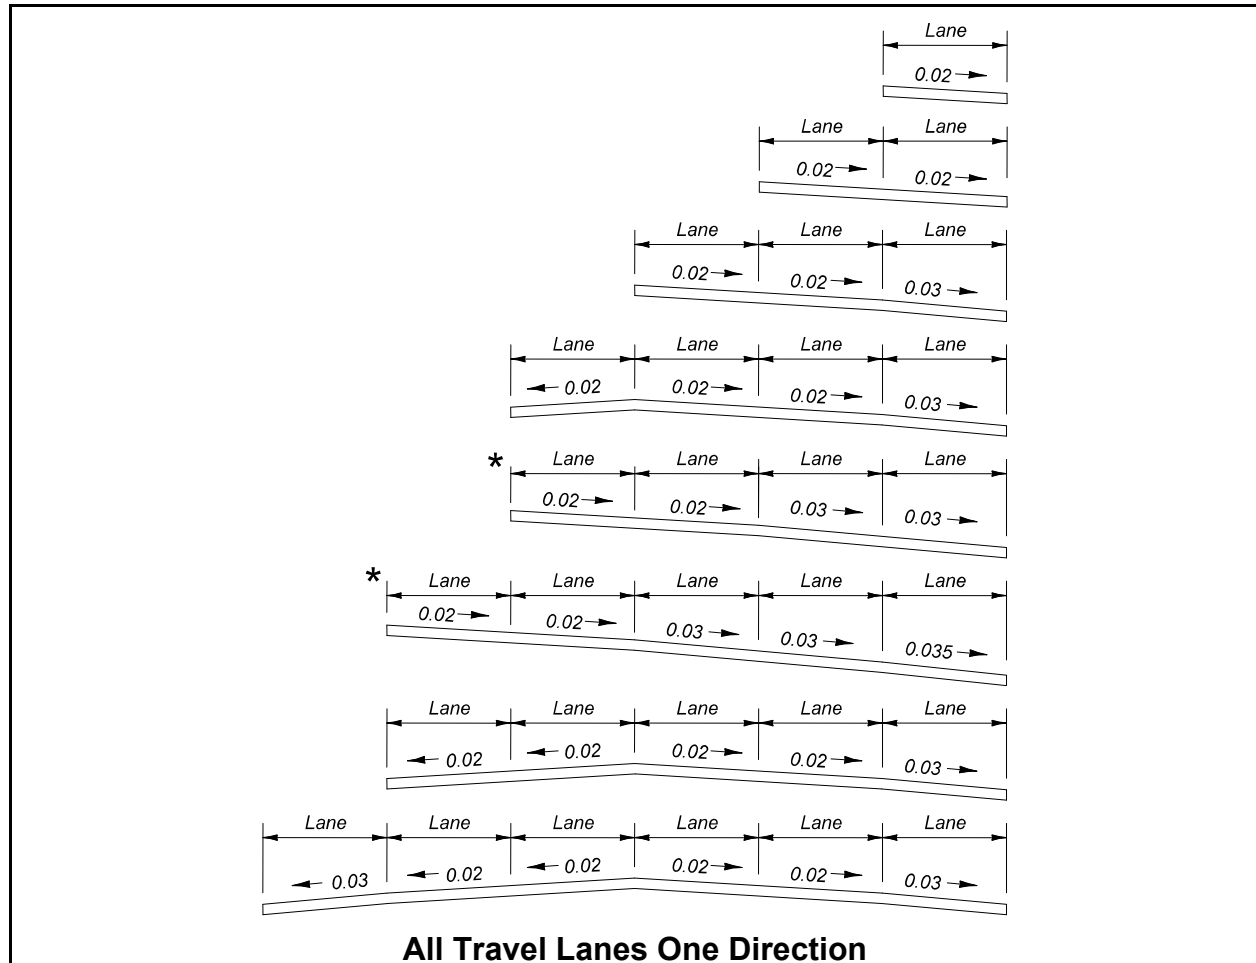 Lane
0.02
Lane Lane
0.02 0.02
Lane Lane Lane
0.02 0.02 0.03
Lane Lane Lane Lane
0.02 0.02 0.02 0.03
* Lane Lane Lane Lane
0.02 0.02 0.03 0.03
* Lane Lane Lane Lane Lane
0.02 0.02 0.03 0.03 0.035
Lane Lane Lane Lane Lane
0.02 0.02 0.02 0.02 0.03
Lane Lane Lane Lane Lane Lane
0.03 0.02 0.02 0.02 0.02 0.03
All Travel Lanes One Direction